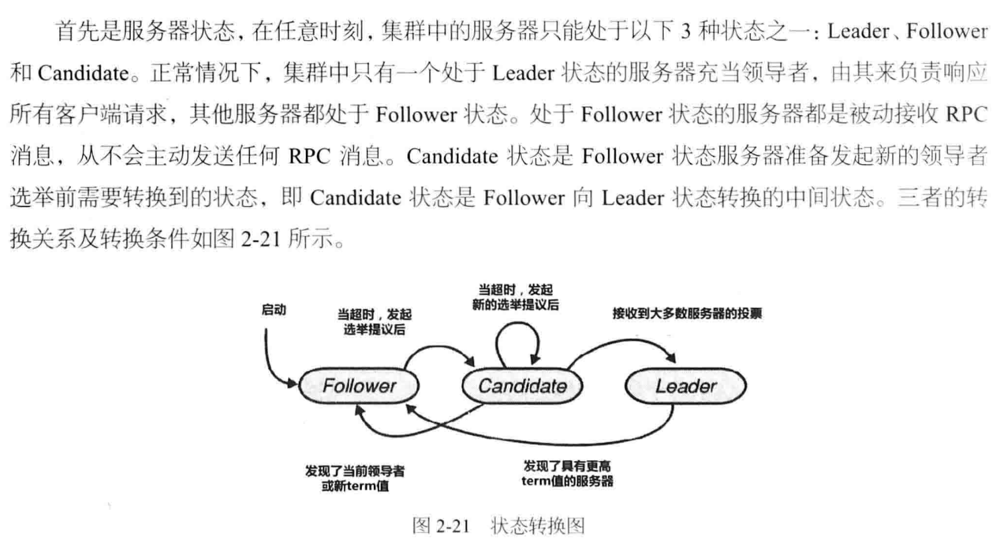 首先是服务器状态，在任意时刻，集群中的服务器只能处于以下 3 种状态之一：Leader、Follower
和 Candidate。正常情况下，集群中只有一个处于 Leader 状态的服务器充当领导者，由其来负责响应
所有客户端请求，其他服务器都处于 Follower 状态。处于 Follower 状态的服务器都是被动接收 RPC
消息，从不会主动发送任何 RPC 消息。Candidate 状态是 Follower 状态服务器准备发起新的领导者
选举前需要转换到的状态，即 Candidate 状态是 Follower 向 Leader 状态转换的中间状态。三者的转
换关系及转换条件如图 2-21 所示。
启动
当超时，发起
选举提议后
当超时，发起
新的选举提议后
接收到大多数服务器的投票
Follower
Candidate
Leader
发现了当前领导者
或新term值
发现了具有更高
term值的服务器
图 2-21 状态转换图